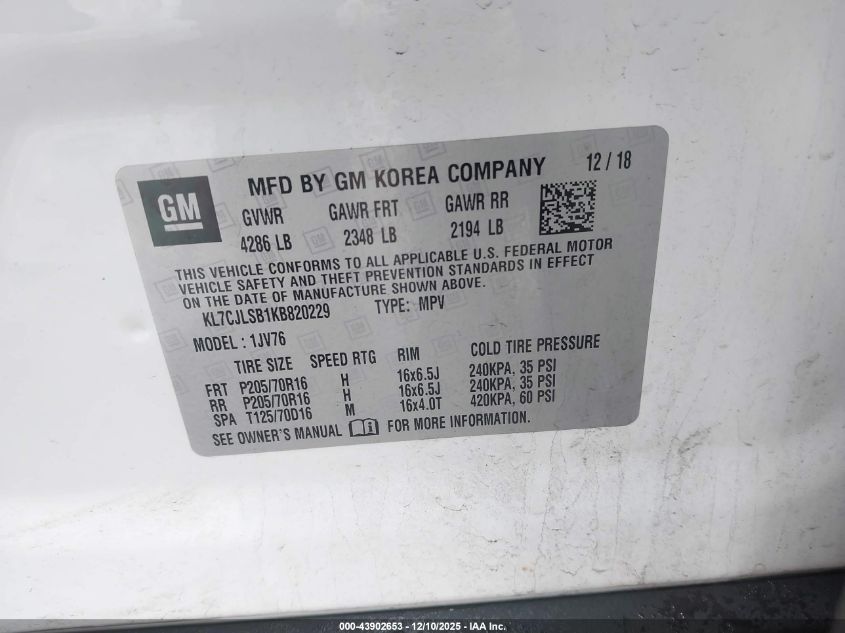 GM
MFD BY GM KOREA COMPANY 12 / 18
GVWR GAWR FRT GAWR RR
4286 LB 2348 LB 2194 LB
THIS VEHICLE CONFORMS TO ALL APPLICABLE U.S. FEDERAL MOTOR
VEHICLE SAFETY AND THEFT PREVENTION STANDARDS IN EFFECT
ON THE DATE OF MANUFACTURE SHOWN ABOVE.
KL7CJLSB1KB820229 TYPE: MPV
MODEL : 1JV76
TIRE SIZE SPEED RTG RIM COLD TIRE PRESSURE
FRT P205/70R16 H 16x6.5J 240KPA, 35 PSI
RR P205/70R16 H 16x6.5J 240KPA, 35 PSI
SPA T125/70D16 M 16x4.0T 420KPA, 60 PSI
SEE OWNER'S MANUAL FOR MORE INFORMATION.
000-43902653 - 12/10/2025 - IAA Inc.